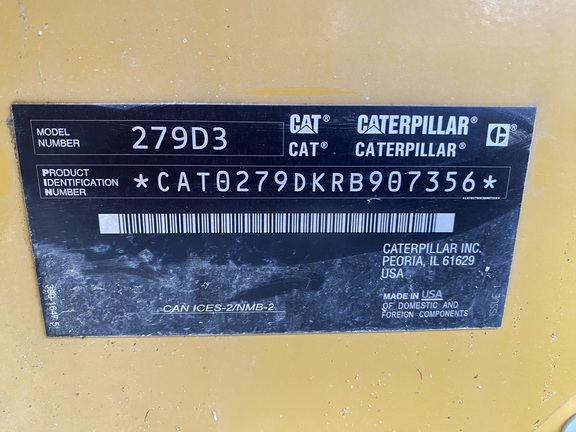 MODEL NUMBER 279D3
CAT® CATERPILLAR®
CAT® CATERPILLAR®
PRODUCT
IDENTIFICATION
NUMBER
*CAT0279DKRB907356*
CATERPILLAR INC.
PEORIA, IL 61629
USA
MADE IN USA
OF DOMESTIC AND
FOREIGN COMPONENTS
CAN ICES-2/NMB-2